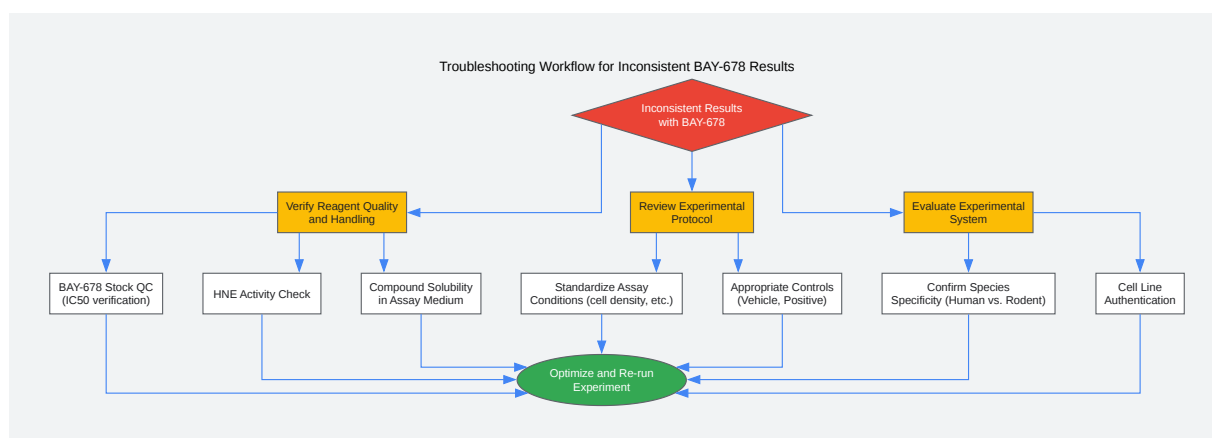 Troubleshooting Workflow for Inconsistent BAY-678 Results
Inconsistent Results
with BAY-678
Verify Reagent Quality
and Handling
Review Experimental
Protocol
Evaluate Experimental
System
BAY-678 Stock QC
(IC50 verification)
HNE Activity Check
Compound Solubility
in Assay Medium
Standardize Assay
Conditions (cell density, etc.)
Appropriate Controls
(Vehicle, Positive)
Confirm Species
Specificity (Human vs. Rodent)
Cell Line
Authentication
Optimize and Re-run
Experiment